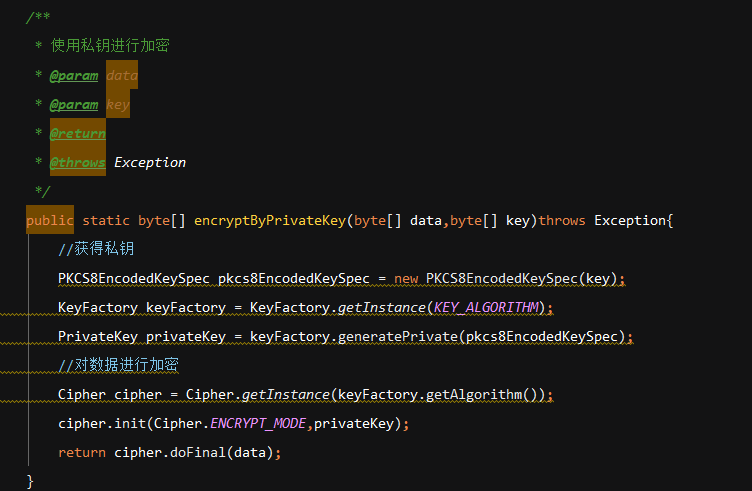 /**
 * 使用私钥进行加密
 * @param data
 * @param key
 * @return
 * @throws Exception
 */
public static byte[] encryptByPrivateKey(byte[] data,byte[] key)throws Exception{
    //获得私钥
    PKCS8EncodedKeySpec pkcs8EncodedKeySpec = new PKCS8EncodedKeySpec(key);
    KeyFactory keyFactory = KeyFactory.getInstance(KEY_ALGORITHM);
    PrivateKey privateKey = keyFactory.generatePrivate(pkcs8EncodedKeySpec);
    //对数据进行加密
    Cipher cipher = Cipher.getInstance(keyFactory.getAlgorithm());
    cipher.init(Cipher.ENCRYPT_MODE,privateKey);
    return cipher.doFinal(data);
}